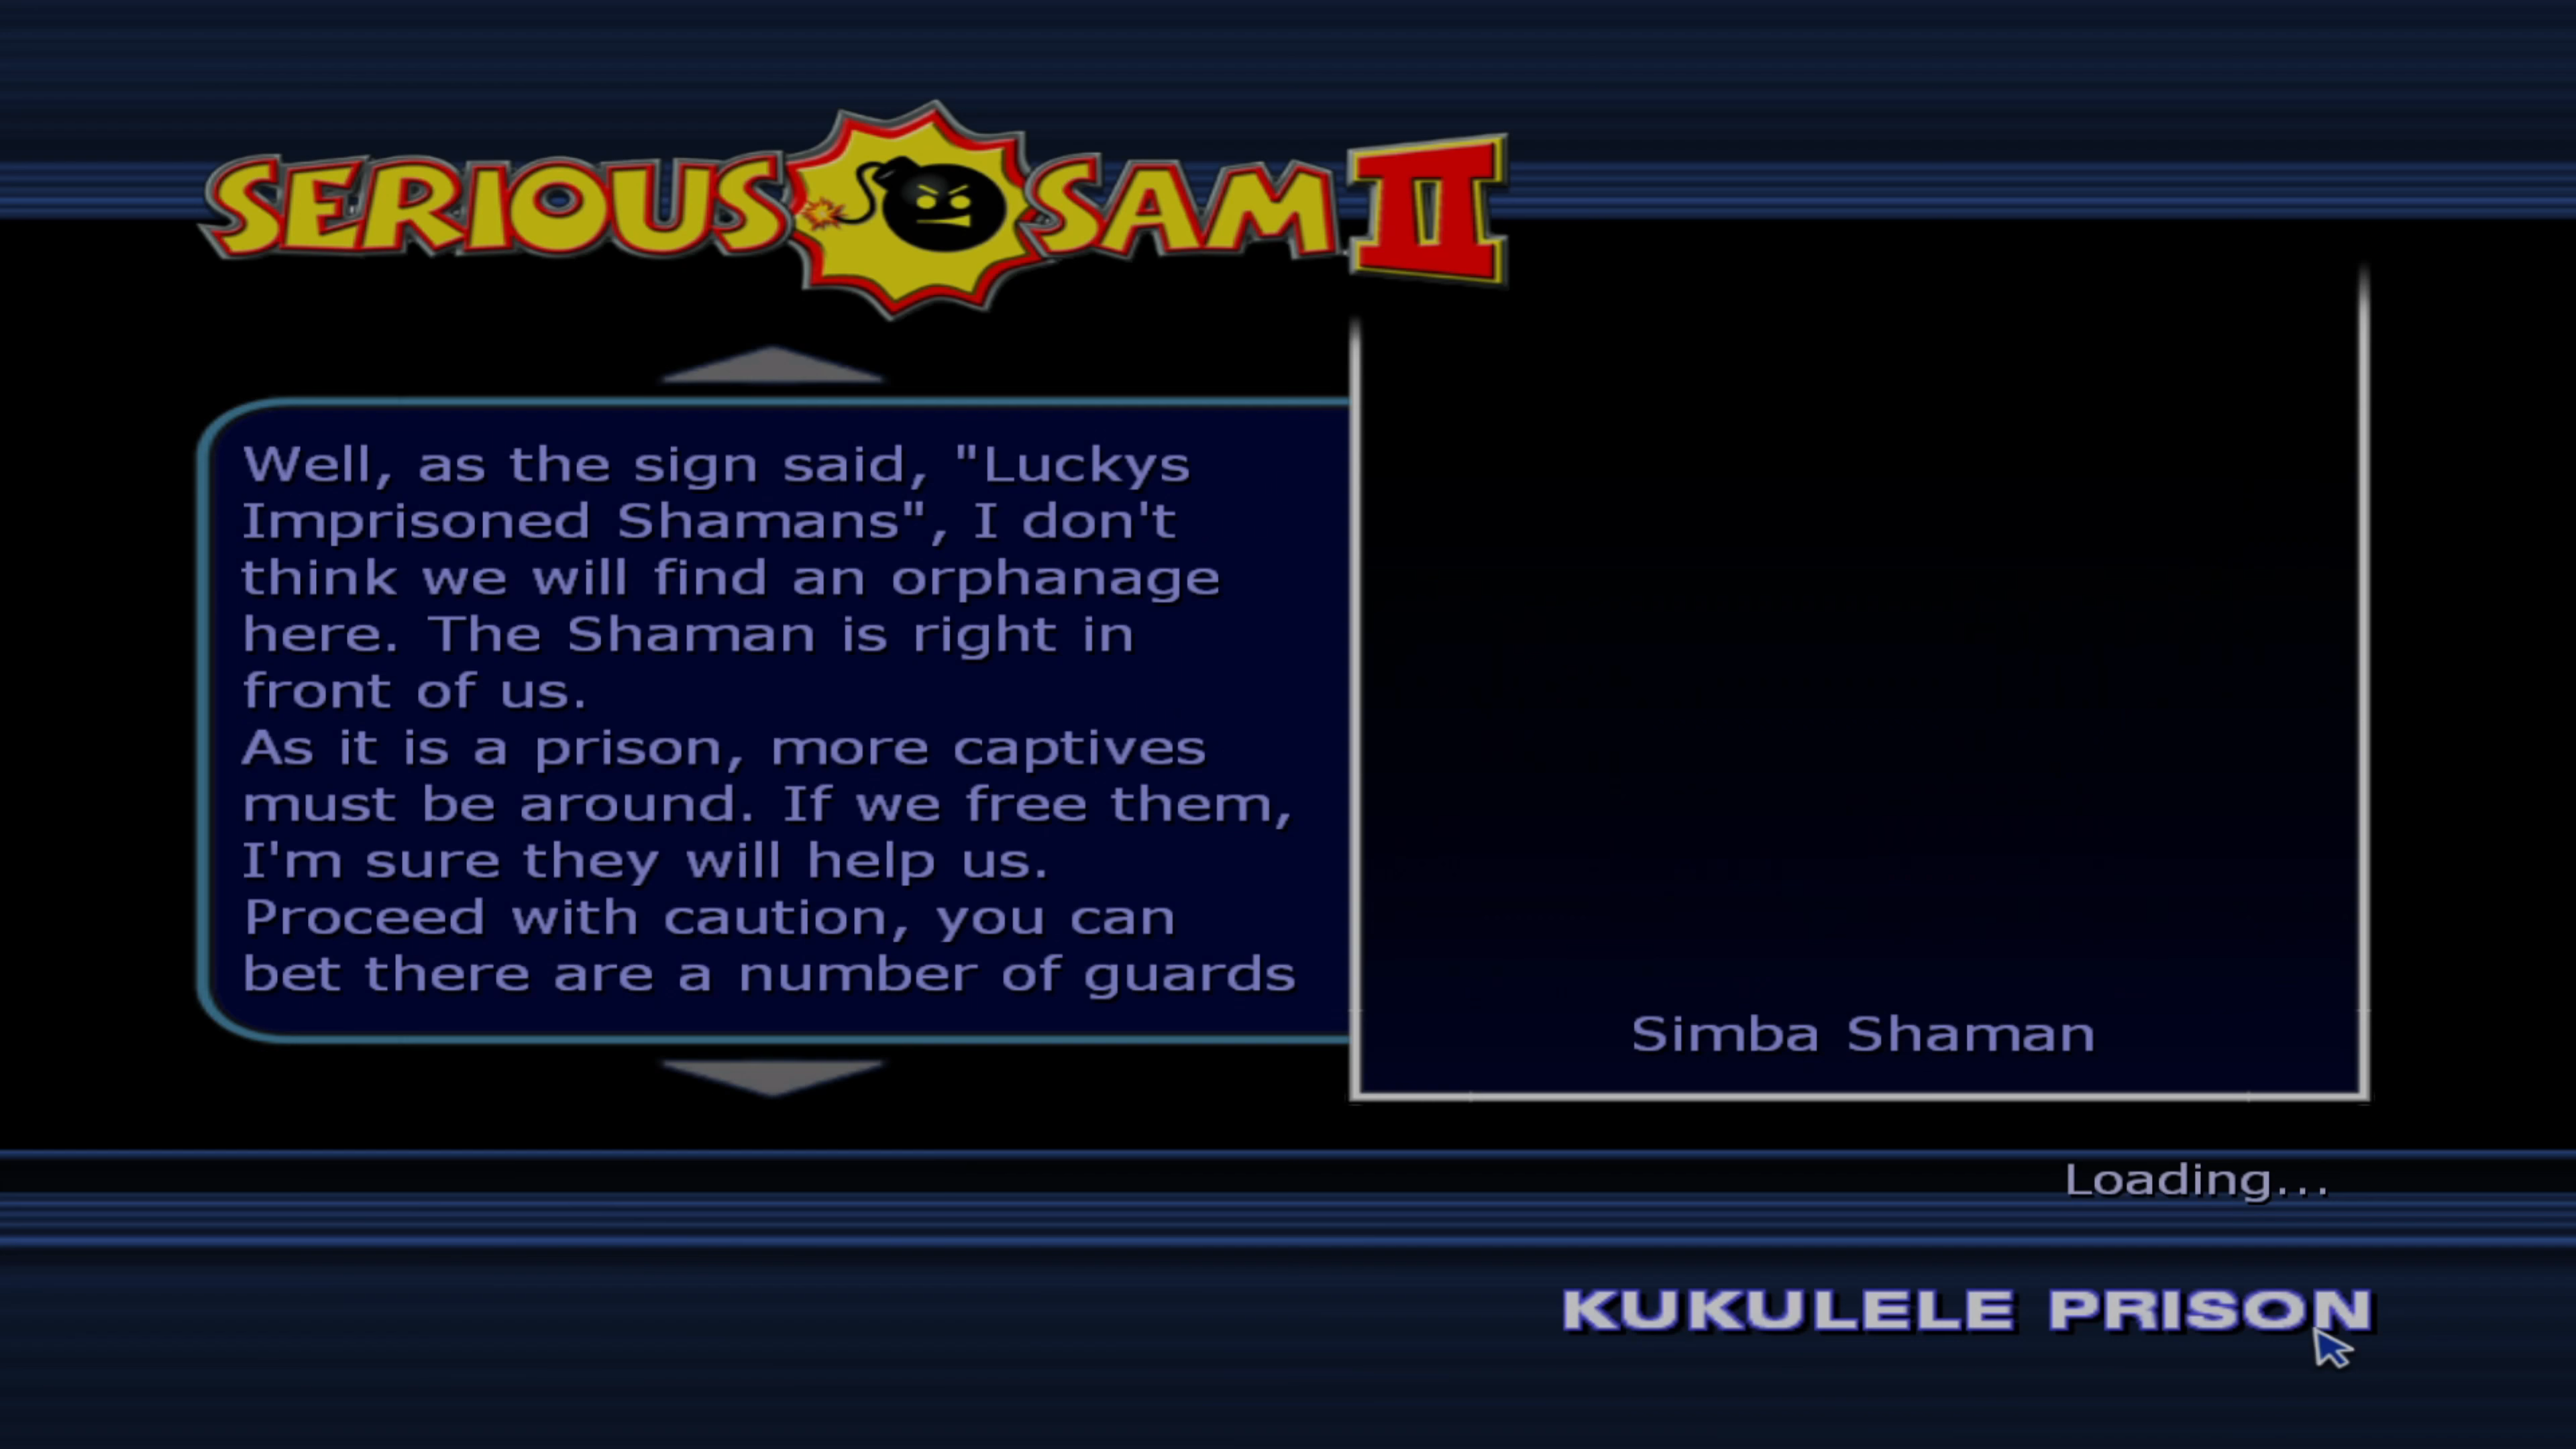 SERIOUS SAM II
Well, as the sign said, "Luckys
Imprisoned Shamans", I don't
think we will find an orphanage
here. The Shaman is right in
front of us.
As it is a prison, more captives
must be around. If we free them,
I'm sure they will help us.
Proceed with caution, you can
bet there are a number of guards
Simba Shaman
Loading...
KUKULELE PRISON